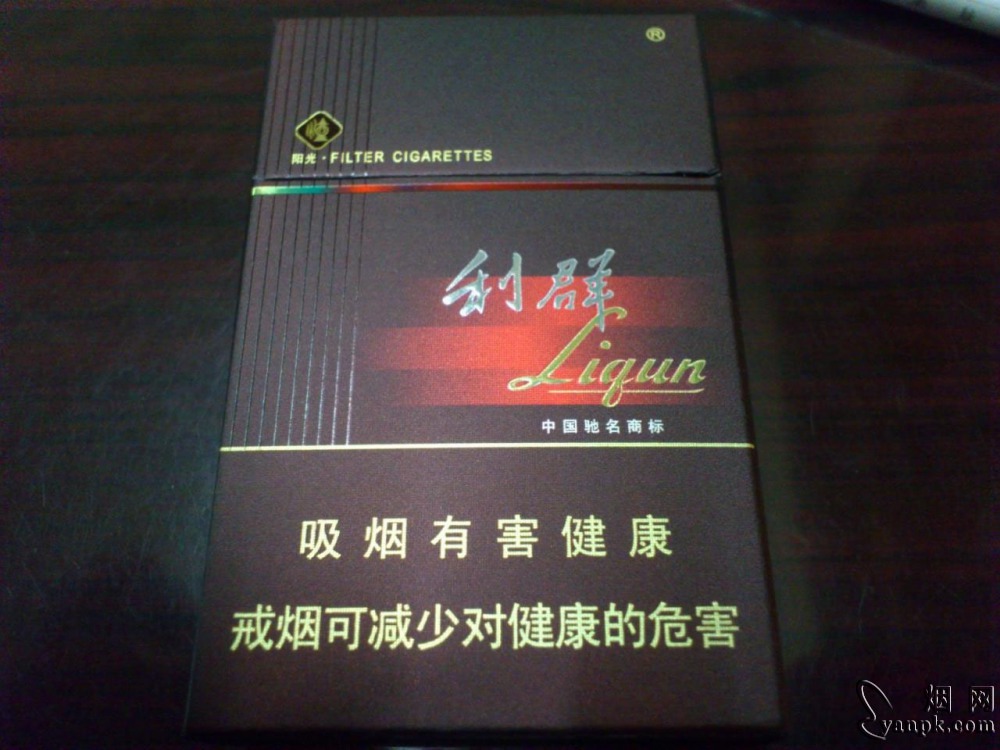 ®
阳光·FILTER CIGARETTES
利群
Liqun
中国驰名商标
吸烟有害健康
戒烟可减少对健康的危害
烟网
yanpk.com